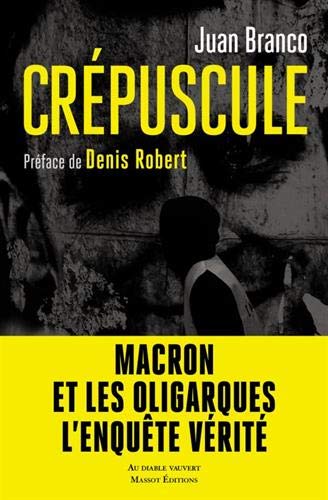 Juan Branco
CRÉPUSCULE
Préface de Denis Robert
MACRON
ET LES OLIGARQUES
L'ENQUÊTE VÉRITÉ
AU DIABLE VAUVERT
MASSOT ÉDITIONS